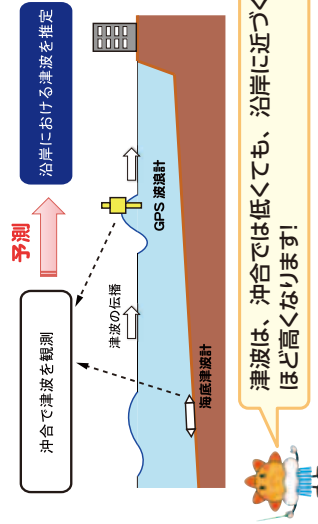 沖合で津波を観測
予測
沿岸における津波を推定
津波の伝播
GPS 波浪計
海底津波計
津波は、沖合では低くても、沿岸に近づく
ほど高くなります!